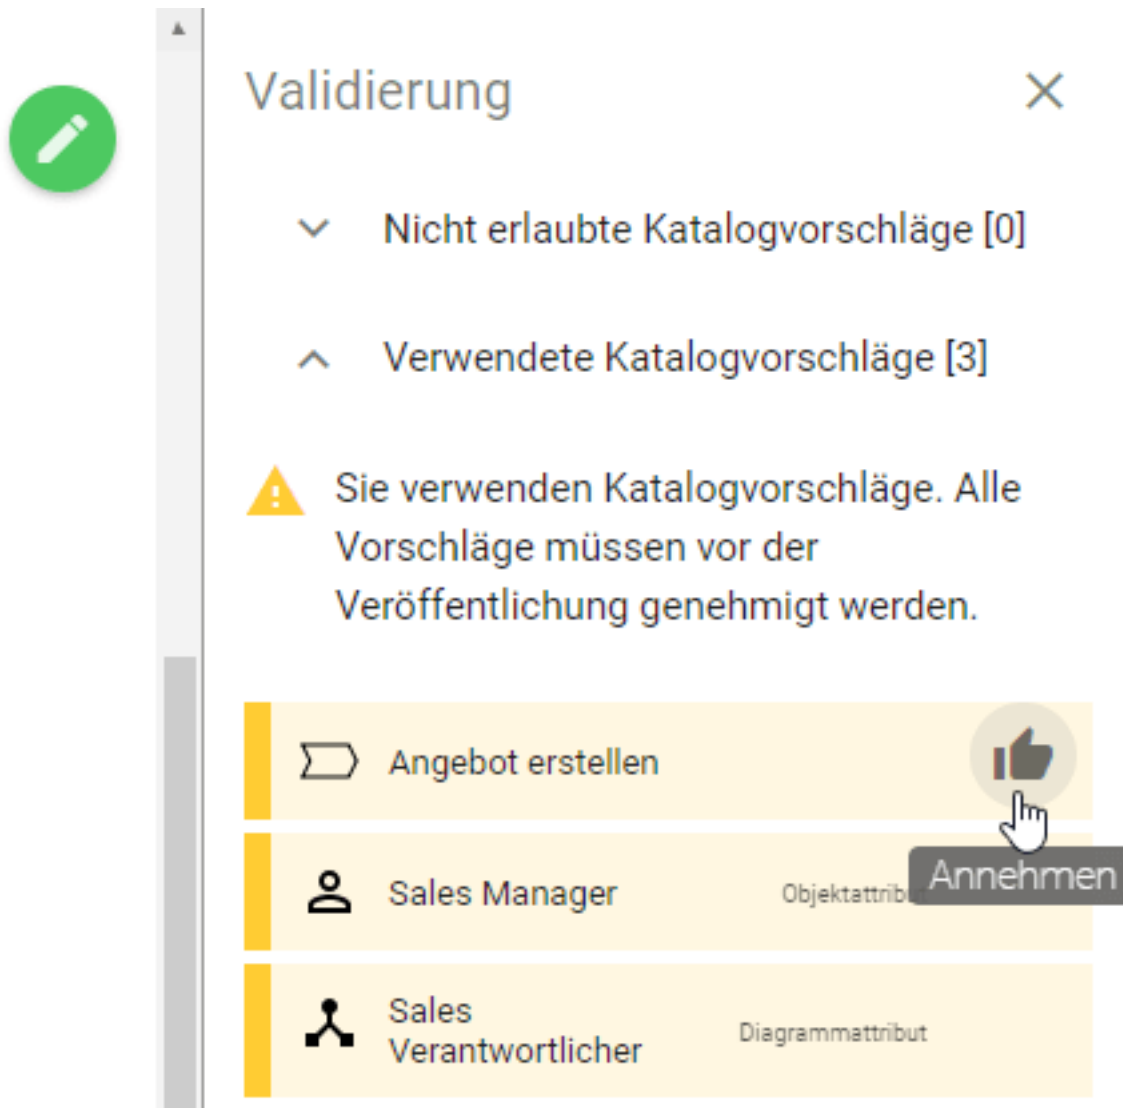 Validierung
Nicht erlaubte Katalogvorschläge [0]
Verwendete Katalogvorschläge [3]
Sie verwenden Katalogvorschläge. Alle
Vorschläge müssen vor der
Veröffentlichung genehmigt werden.
Angebot erstellen
Annehmen
Sales Manager
Sales
Verantwortlicher
Diagrammattribut